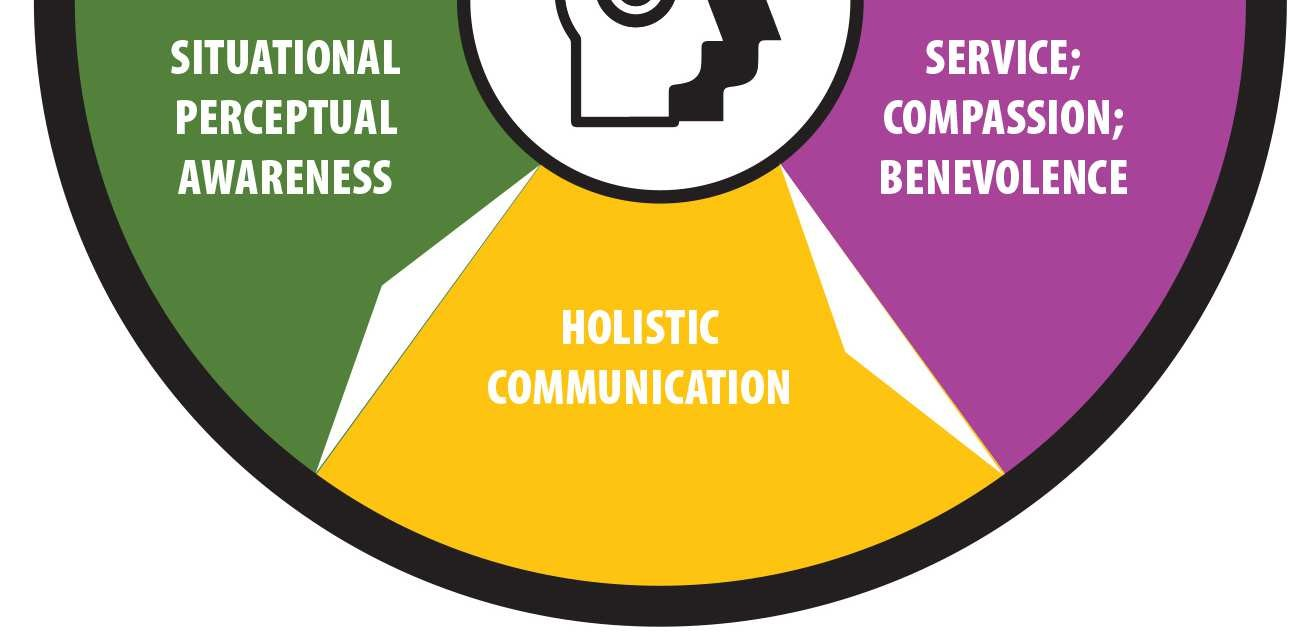 SITUATIONAL
PERCEPTUAL
AWARENESS
SERVICE;
COMPASSION;
BENEVOLENCE
HOLISTIC
COMMUNICATION